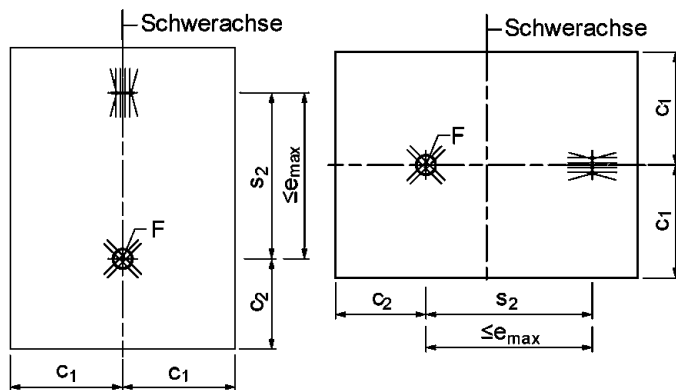 Schwerachse
F
s2
≤emax
c2
c1
c1
Schwerachse
F
c1
c1
c2
s2
≤emax